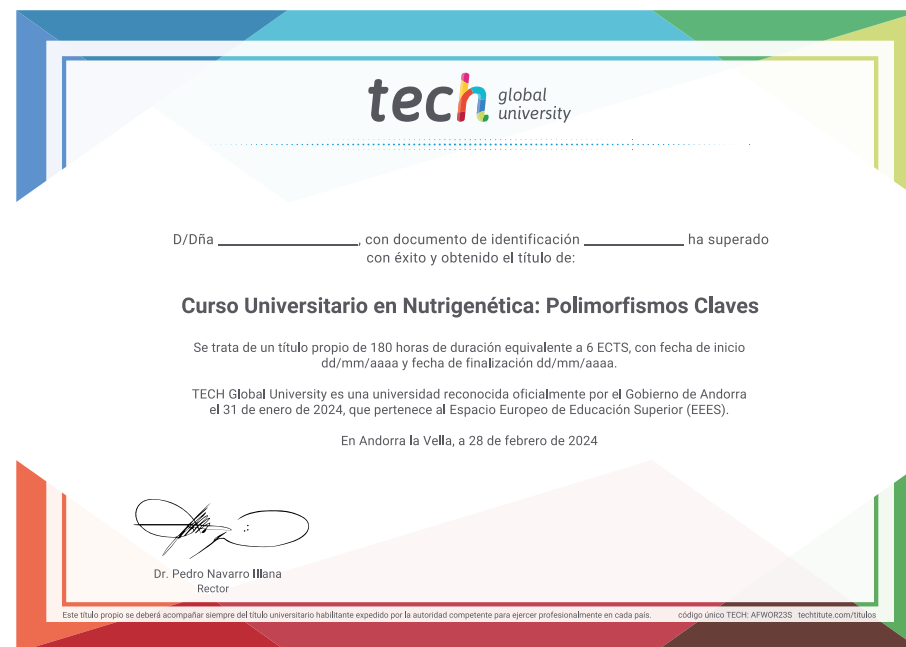 tech global university
D/Dña ____________, con documento de identificación ____________ ha superado
con éxito y obtenido el título de:
Curso Universitario en Nutrigenética: Polimorfismos Claves
Se trata de un título propio de 180 horas de duración equivalente a 6 ECTS, con fecha de inicio
dd/mm/aaaa y fecha de finalización dd/mm/aaaa.
TECH Global University es una universidad reconocida oficialmente por el Gobierno de Andorra
el 31 de enero de 2024, que pertenece al Espacio Europeo de Educación Superior (EEES).
En Andorra la Vella, a 28 de febrero de 2024
Dr. Pedro Navarro Illana
Rector
Este título propio se deberá acompañar siempre del título universitario habilitante expedido por la autoridad competente para ejercer profesionalmente en cada país. código único TECH: AFWOR23S techtitute.com/titulos